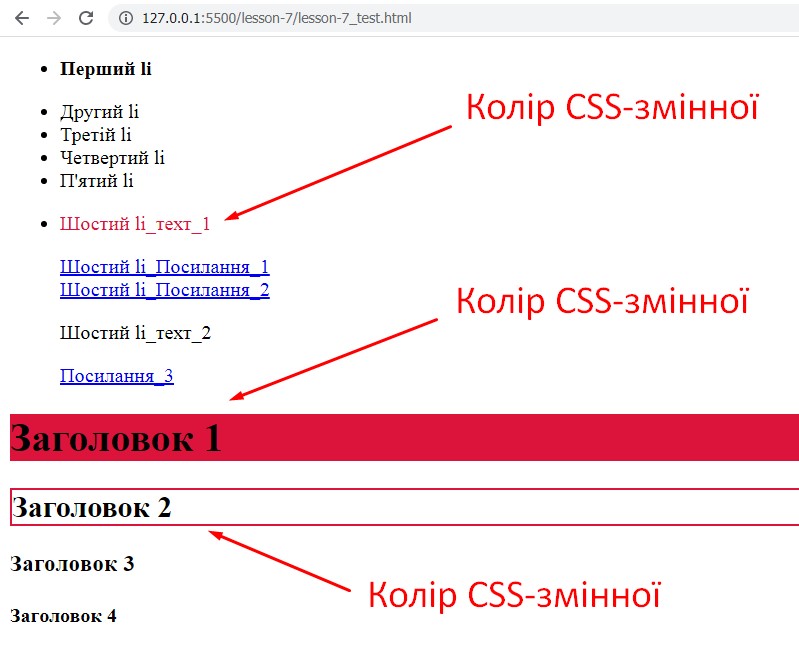 127.0.0.1:5500/lesson-7/lesson-7_test.html
Перший li
Колір CSS-змінної
Другий li
Третій li
Четвертий li
П'ятий li
Шостий li_техт_1
Шостий li_Посилання_1
Шостий li_Посилання_2
Колір CSS-змінної
Шостий li_техт_2
Посилання_3
Заголовок 1
Заголовок 2
Заголовок 3
Колір CSS-змінної
Заголовок 4